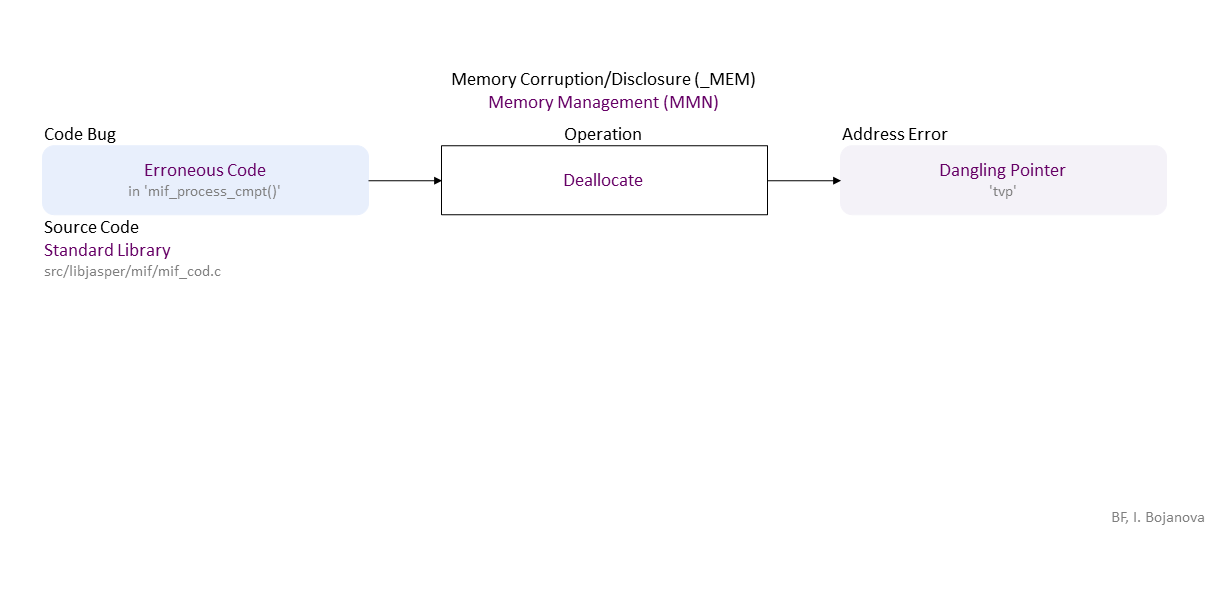 Memory Corruption/Disclosure (_MEM)
Memory Management (MMN)
Code Bug
Operation
Address Error
Erroneous Code
in 'mif_process_cmpt()'
Deallocate
Dangling Pointer
'tvp'
Source Code
Standard Library
src/libjasper/mif/mif_cod.c
BF, I. Bojanova